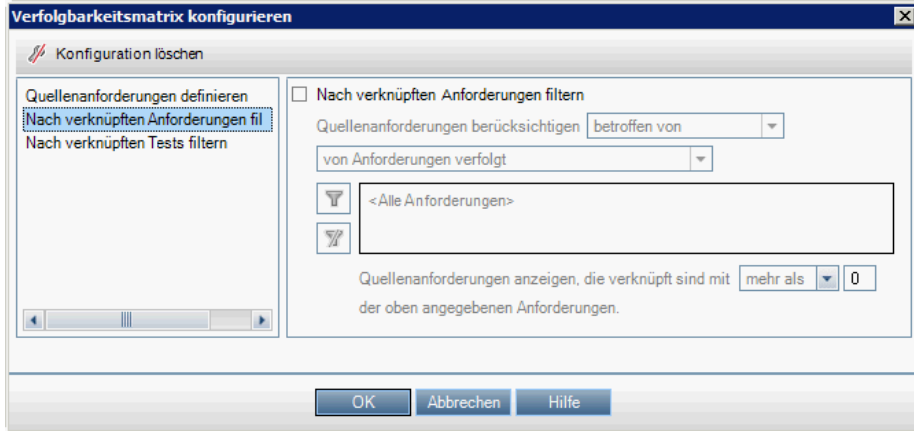 Verfolgbarkeitsmatrix konfigurieren
Konfiguration löschen
Quellenanforderungen definieren
Nach verknüpften Anforderungen fil
Nach verknüpften Tests filtern
Nach verknüpften Anforderungen filtern
Quellenanforderungen berücksichtigen betroffen von
von Anforderungen verfolgt
<Alle Anforderungen>
Quellenanforderungen anzeigen, die verknüpft sind mit mehr als 0
der oben angegebenen Anforderungen.
OK Abbrechen Hilfe